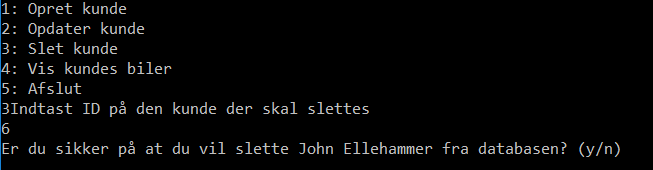 1: Opret kunde
2: Opdater kunde
3: Slet kunde
4: Vis kundes biler
5: Afslut
3Indtast ID på den kunde der skal slettes
6
Er du sikker på at du vil slette John Ellehammer fra databasen? (y/n)